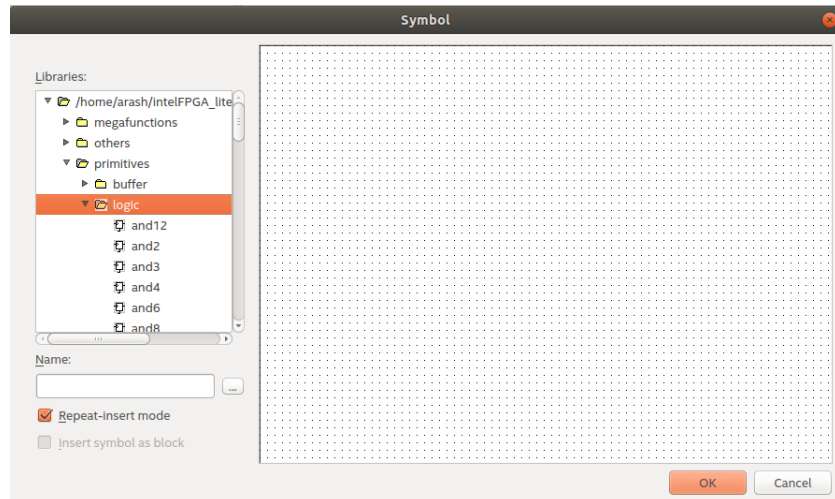 Symbol
Libraries:
/home/arash/intelFPGA_lite
megafunctions
others
primitives
buffer
logic
and12
and2
and3
and4
and6
and8
Name:
...
Repeat-insert mode
Insert symbol as block
OK
Cancel